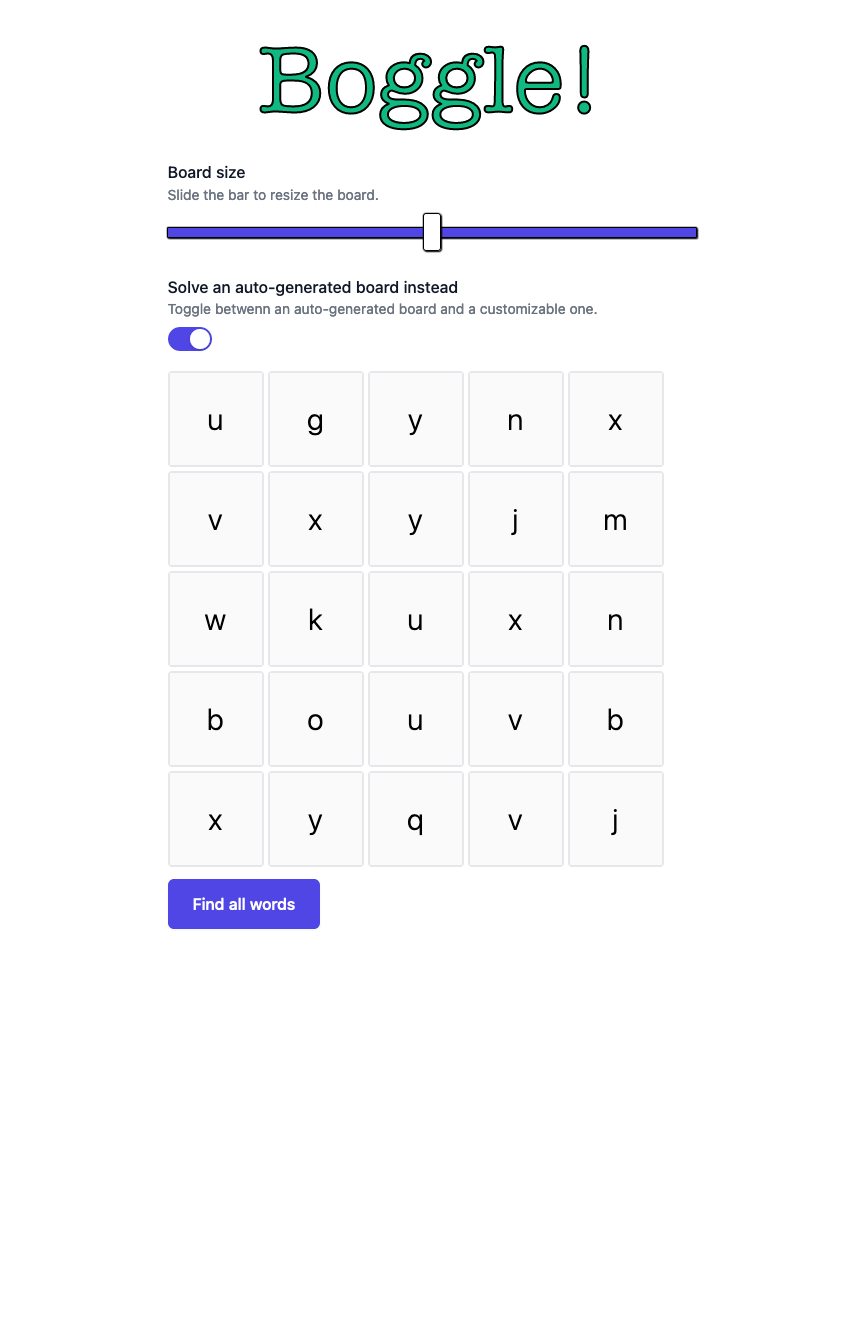 Boggle!
Board size
Slide the bar to resize the board.
Solve an auto-generated board instead
Toggle betwenn an auto-generated board and a customizable one.
u g y n x
v x y j m
w k u x n
b o u v b
x y q v j
Find all words